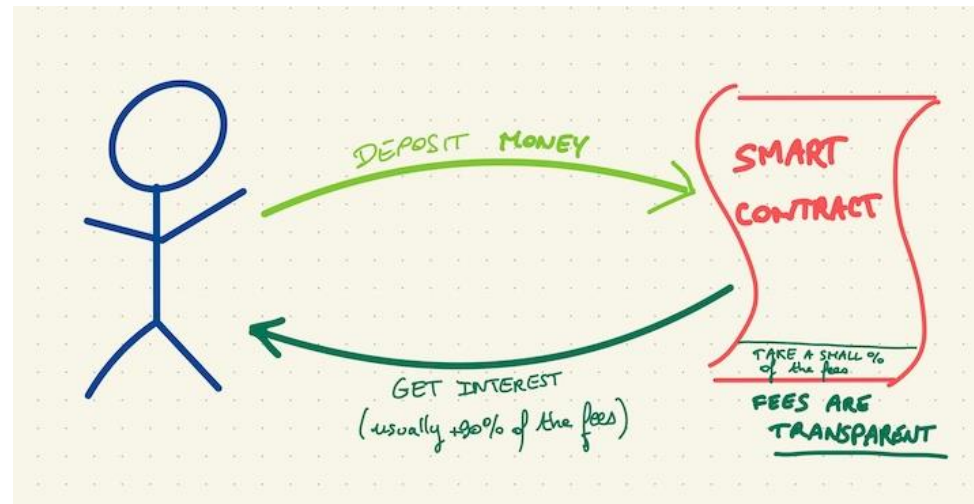 DEPOSIT MONEY
SMART
CONTRACT
TAKE A SMALL %
of the fees
GET INTEREST
(usually +90% of the fees)
FEES ARE
TRANSPARENT